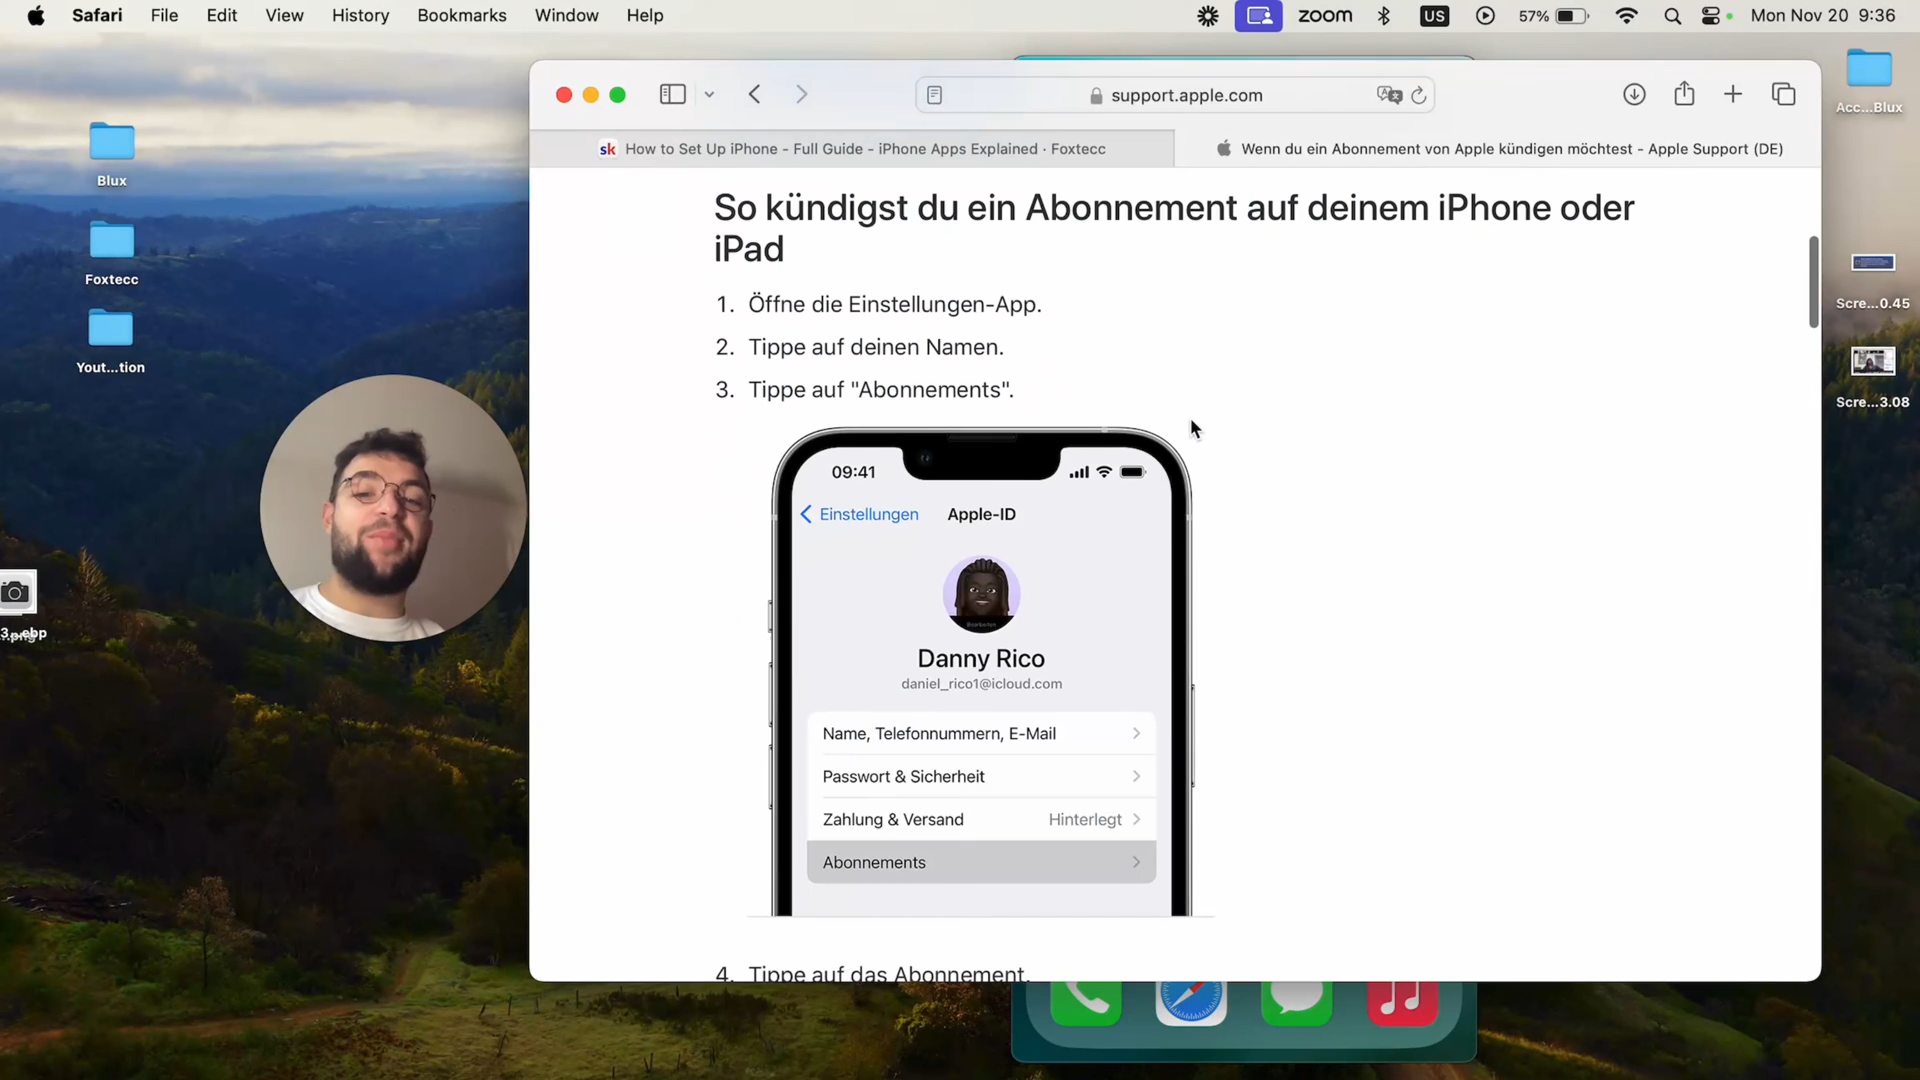 Safari File Edit View History Bookmarks Window Help
zoom US 57% Mon Nov 20 9:36
support.apple.com
sk How to Set Up iPhone - Full Guide - iPhone Apps Explained · Foxtecc
Wenn du ein Abonnement von Apple kündigen möchtest - Apple Support (DE)
So kündigst du ein Abonnement auf deinem iPhone oder
iPad
1. Öffne die Einstellungen-App.
2. Tippe auf deinen Namen.
3. Tippe auf "Abonnements".
09:41
Einstellungen Apple-ID
Danny Rico
daniel_rico1@icloud.com
Name, Telefonnummern, E-Mail
Passwort & Sicherheit
Zahlung & Versand Hinterlegt
Abonnements
4. Tippe auf das Abonnement.
Blux
Foxtecc
Yout...tion
Acc...Blux
Scre...0.45
Scre...3.08